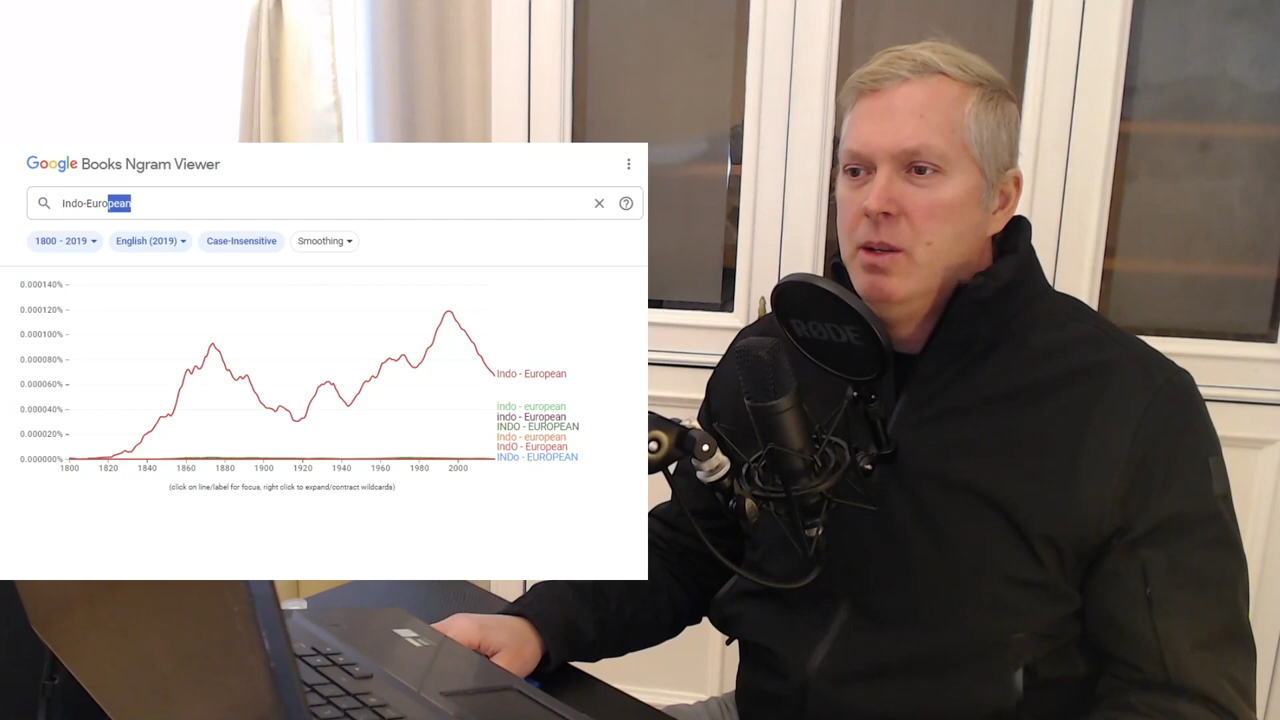 Google Books Ngram Viewer
Indo-European
1800 - 2019 English (2019) Case-Insensitive Smoothing
0.000140%
0.000120%
0.000100%
0.000080%
0.000060%
0.000040%
0.000020%
0.000000%
Indo - European
indo - european
indo - European
INDO - EUROPEAN
Indo - european
IndO - European
INDo - EUROPEAN
1800 1820 1840 1860 1880 1900 1920 1940 1960 1980 2000
(click on line/label for focus, right click to expand/contract wildcards)
RØDE